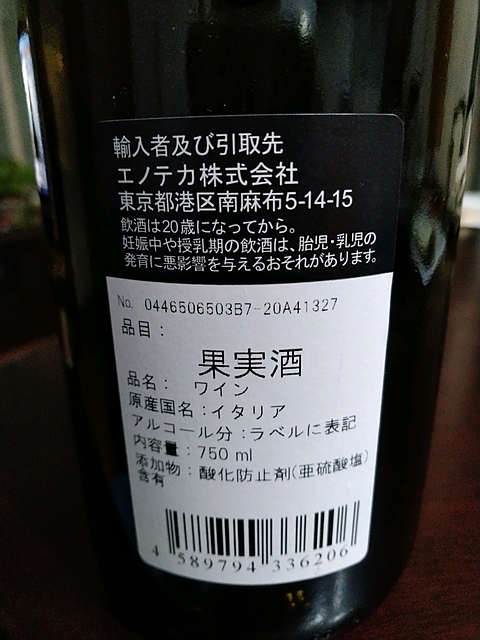 輸入者及び引取先
エノテカ株式会社
東京都港区南麻布5-14-15
飲酒は20歳になってから。
妊娠中や授乳期の飲酒は、胎児・乳児の
発育に悪影響を与えるおそれがあります。
No. 0446506503B7-20A41327
品目：
果実酒
品名： ワイン
原産国名：イタリア
アルコール分：ラベルに表記
内容量：750 ml
添加物：酸化防止剤(亜硫酸塩)
含有
4 589794 336206